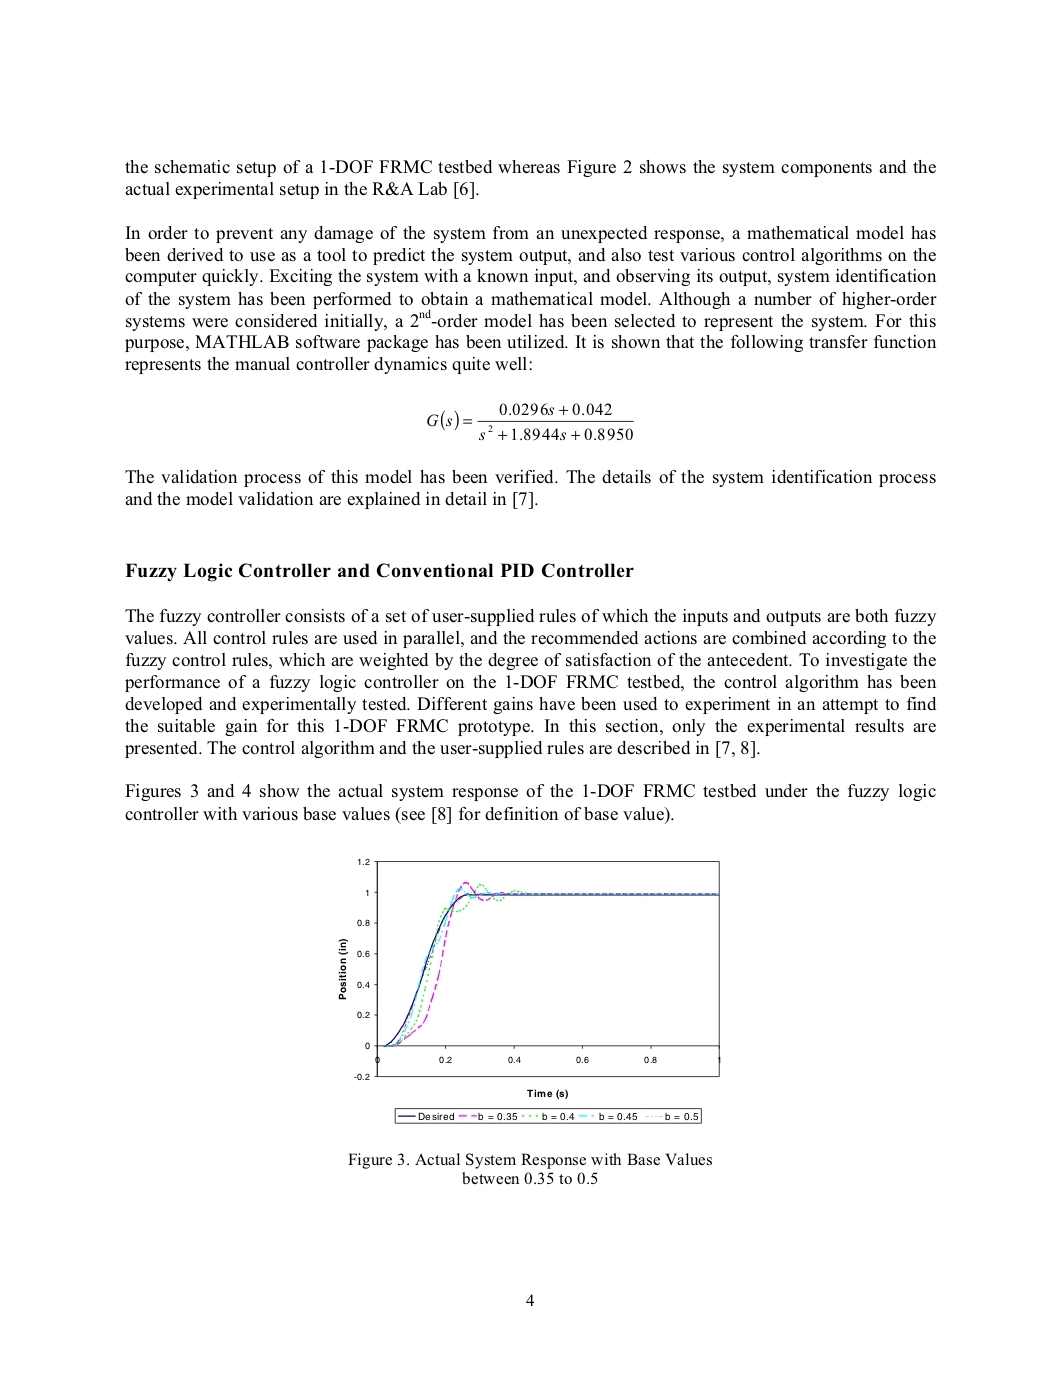 the schematic setup of a 1-DOF FRMC testbed whereas Figure 2 shows the system components and the
actual experimental setup in the R&A Lab [6].
In order to prevent any damage of the system from an unexpected response, a mathematical model has
been derived to use as a tool to predict the system output, and also test various control algorithms on the
computer quickly. Exciting the system with a known input, and observing its output, system identification
of the system has been performed to obtain a mathematical model. Although a number of higher-order
systems were considered initially, a 2nd-order model has been selected to represent the system. For this
purpose, MATHLAB software package has been utilized. It is shown that the following transfer function
represents the manual controller dynamics quite well:
G(s) = (0.0296s + 0.042) / (s² + 1.8944s + 0.8950)
The validation process of this model has been verified. The details of the system identification process
and the model validation are explained in detail in [7].
Fuzzy Logic Controller and Conventional PID Controller
The fuzzy controller consists of a set of user-supplied rules of which the inputs and outputs are both fuzzy
values. All control rules are used in parallel, and the recommended actions are combined according to the
fuzzy control rules, which are weighted by the degree of satisfaction of the antecedent. To investigate the
performance of a fuzzy logic controller on the 1-DOF FRMC testbed, the control algorithm has been
developed and experimentally tested. Different gains have been used to experiment in an attempt to find
the suitable gain for this 1-DOF FRMC prototype. In this section, only the experimental results are
presented. The control algorithm and the user-supplied rules are described in [7, 8].
Figures 3 and 4 show the actual system response of the 1-DOF FRMC testbed under the fuzzy logic
controller with various base values (see [8] for definition of base value).
1.2
1
0.8
0.6
0.4
0.2
0
-0.2
Position (in)
0 0.2 0.4 0.6 0.8 1
Time (s)
Desired b = 0.35 b = 0.4 b = 0.45 b = 0.5
Figure 3. Actual System Response with Base Values
between 0.35 to 0.5
4